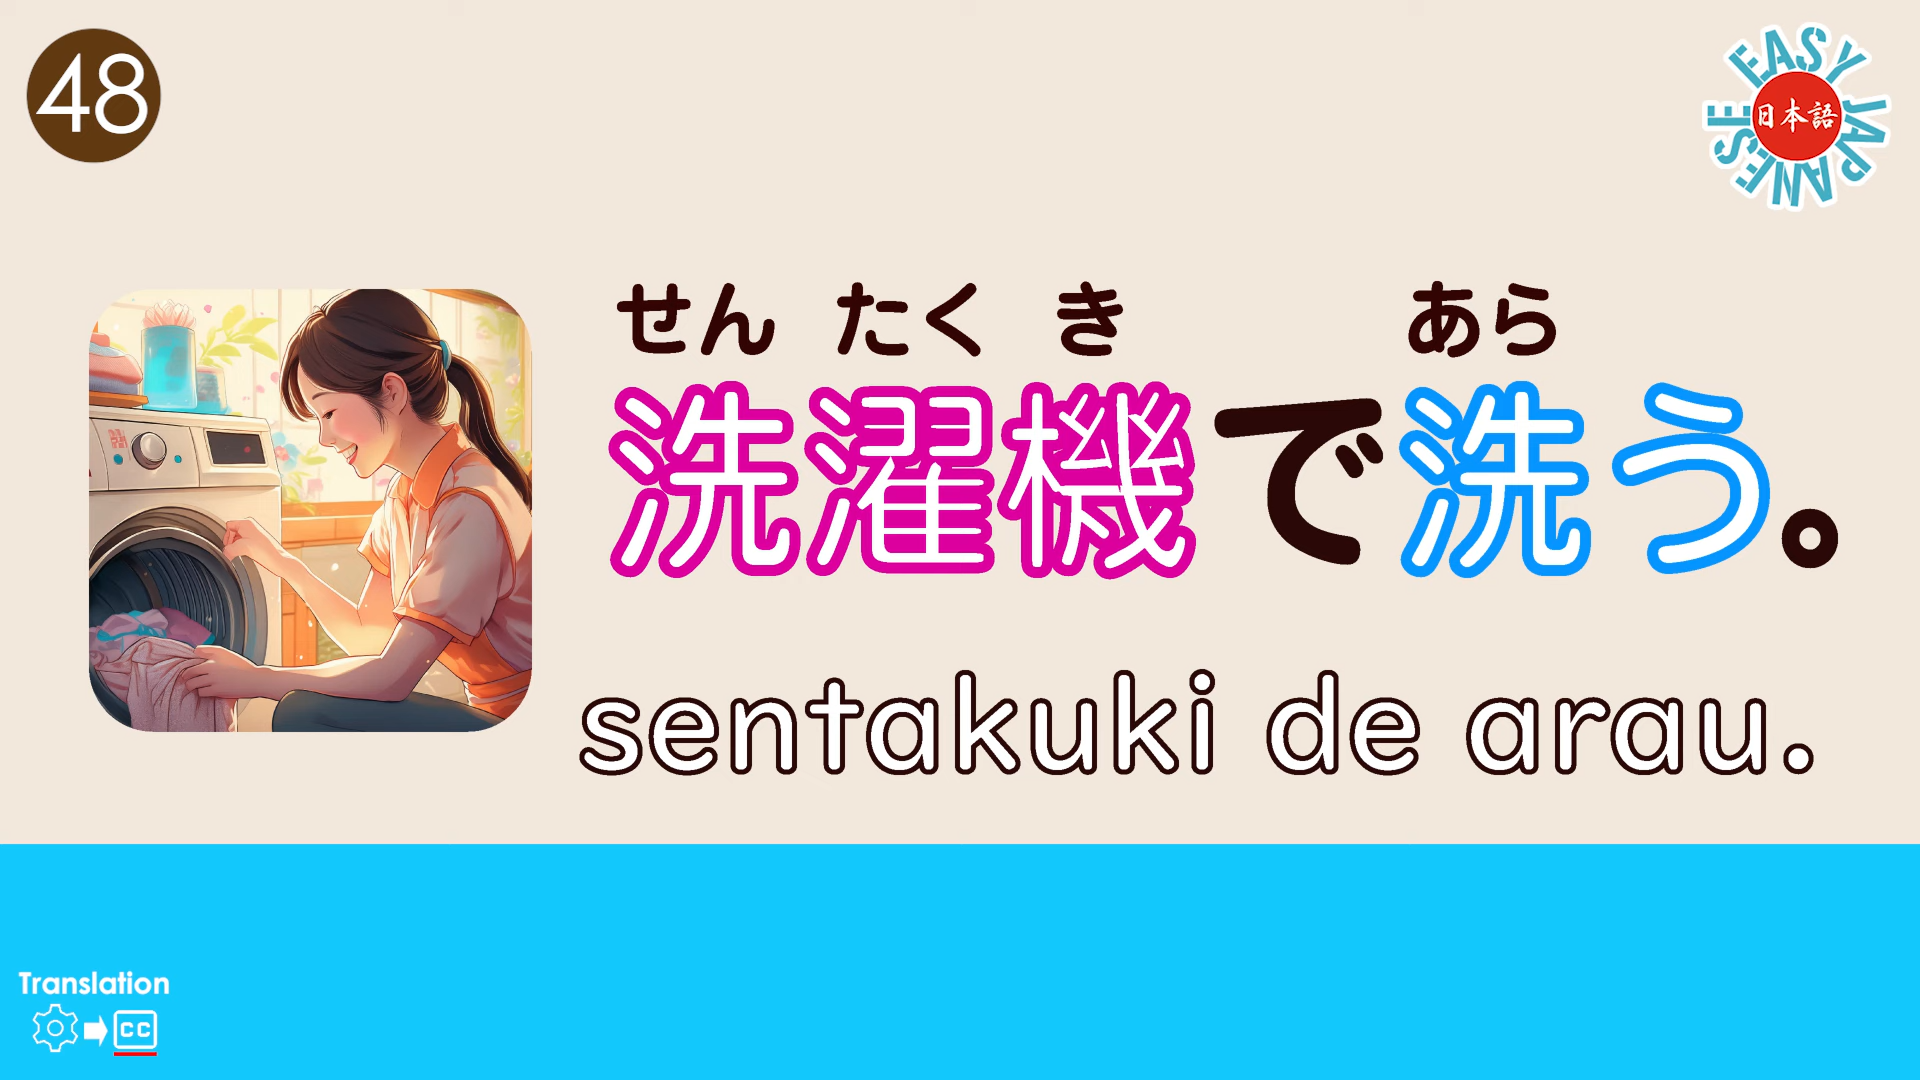 48
EASY JAPANESE
日本語
せん たく き あら
洗濯機で洗う。
sentakuki de arau.
Translation
CC